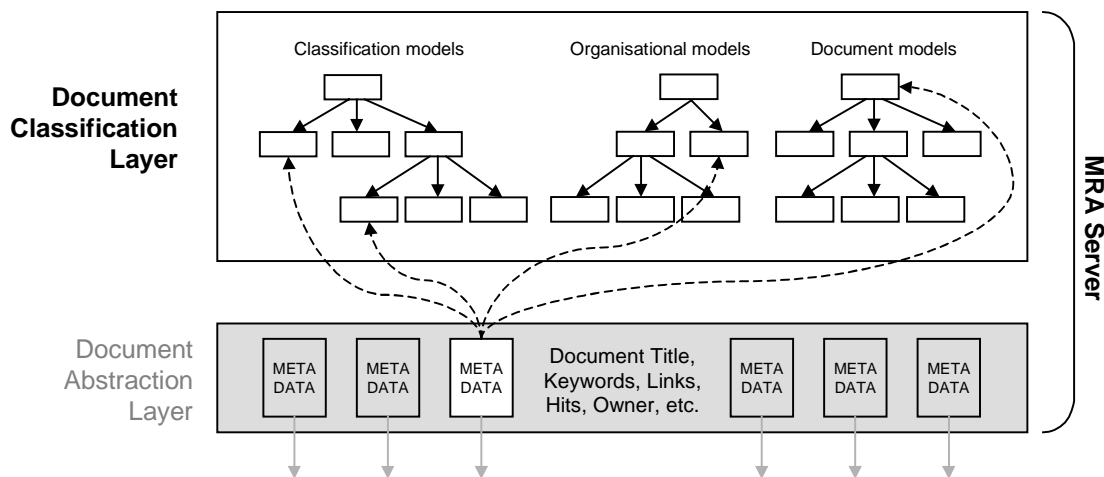 Classification models
Organisational models
Document models
Document
Classification
Layer
MRA Server
Document
Abstraction
Layer
META
DATA
META
DATA
META
DATA
Document Title,
Keywords, Links,
Hits, Owner, etc.
META
DATA
META
DATA
META
DATA